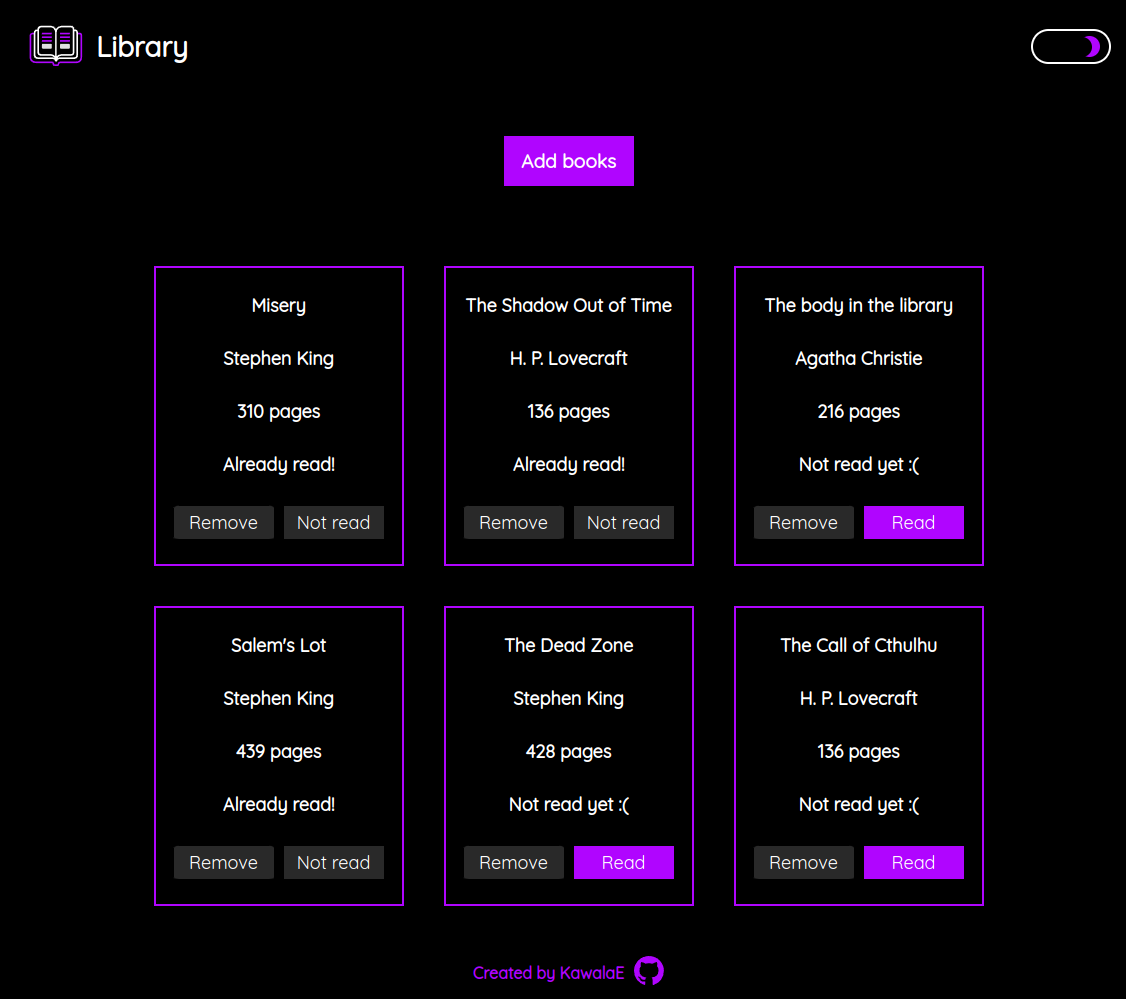 Library
Add books
Misery
Stephen King
310 pages
Already read!
Remove Not read
The Shadow Out of Time
H. P. Lovecraft
136 pages
Already read!
Remove Not read
The body in the library
Agatha Christie
216 pages
Not read yet :(
Remove Read
Salem's Lot
Stephen King
439 pages
Already read!
Remove Not read
The Dead Zone
Stephen King
428 pages
Not read yet :(
Remove Read
The Call of Cthulhu
H. P. Lovecraft
136 pages
Not read yet :(
Remove Read
Created by KawalaE